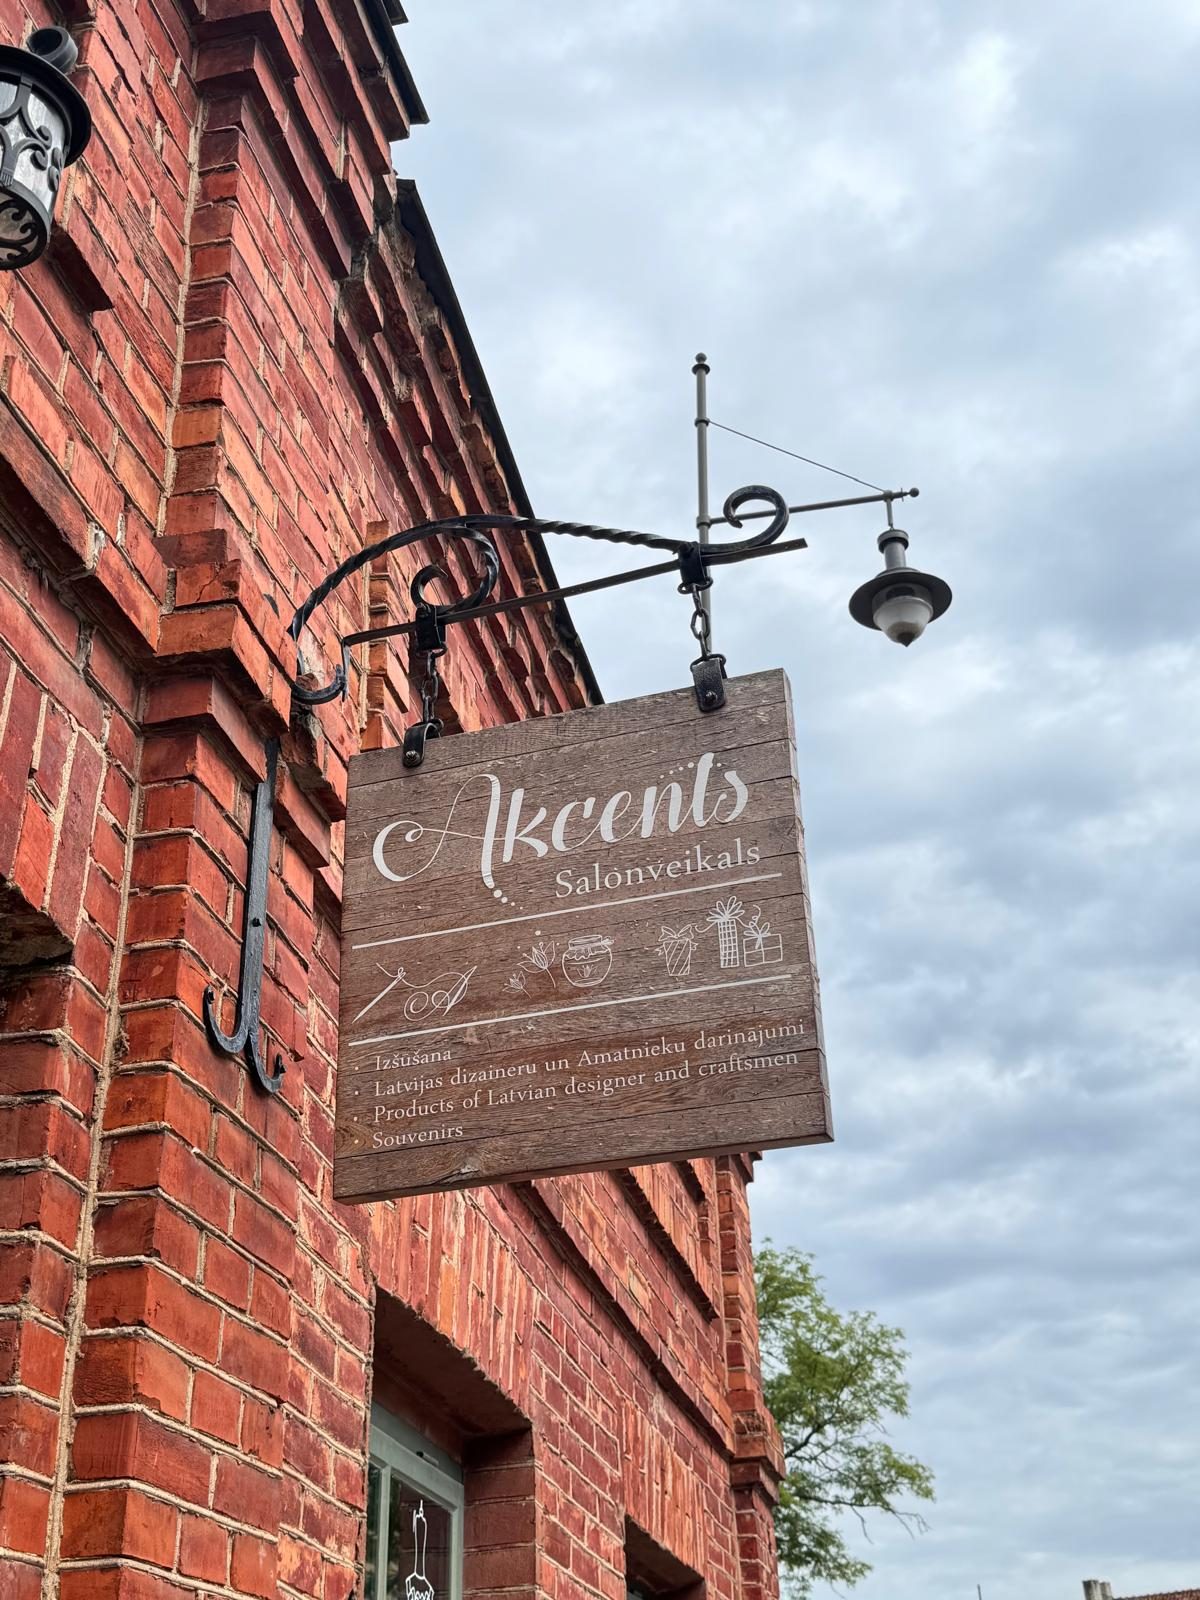 Akcents
Salonveikals
· Izšūšana
· Latvijas dizaineru un Amatnieku darinājumi
· Products of Latvian designer and craftsmen
· Souvenirs